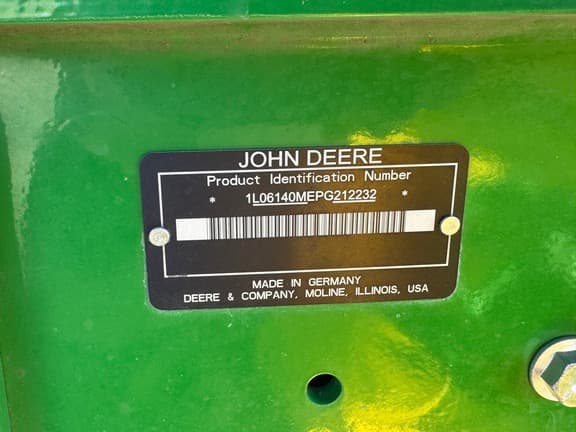 JOHN DEERE
Product Identification Number
* 1L06140MEPG212232 *
MADE IN GERMANY
DEERE & COMPANY, MOLINE, ILLINOIS, USA